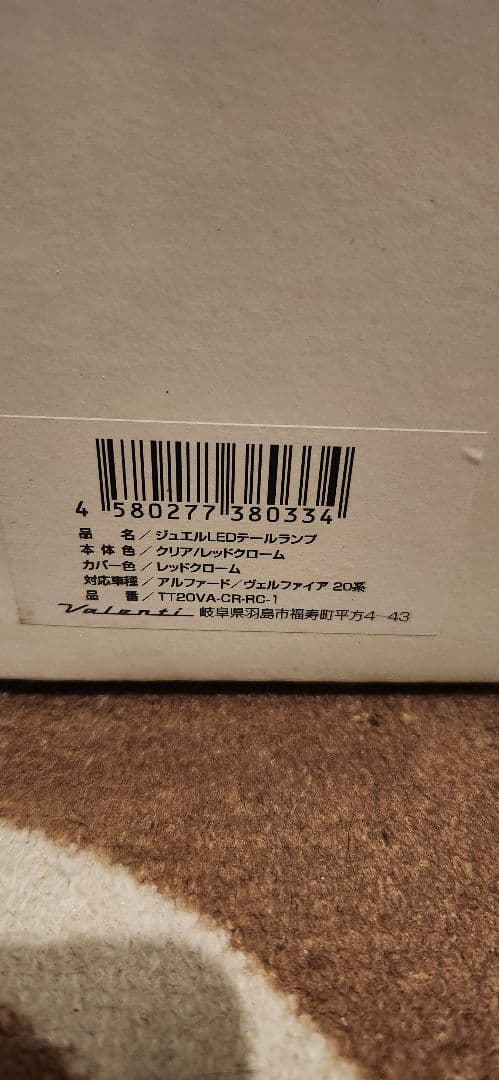 4 580277 380334
品 名／ジュエルLEDテールランプ
本体色／クリア/レッドクローム
カバー色／レッドクローム
対応車種／アルファード／ヴェルファイア 20系
品 番／TT20VA-CR-RC-1
Valenti 岐阜県羽島市福寿町平方4-43